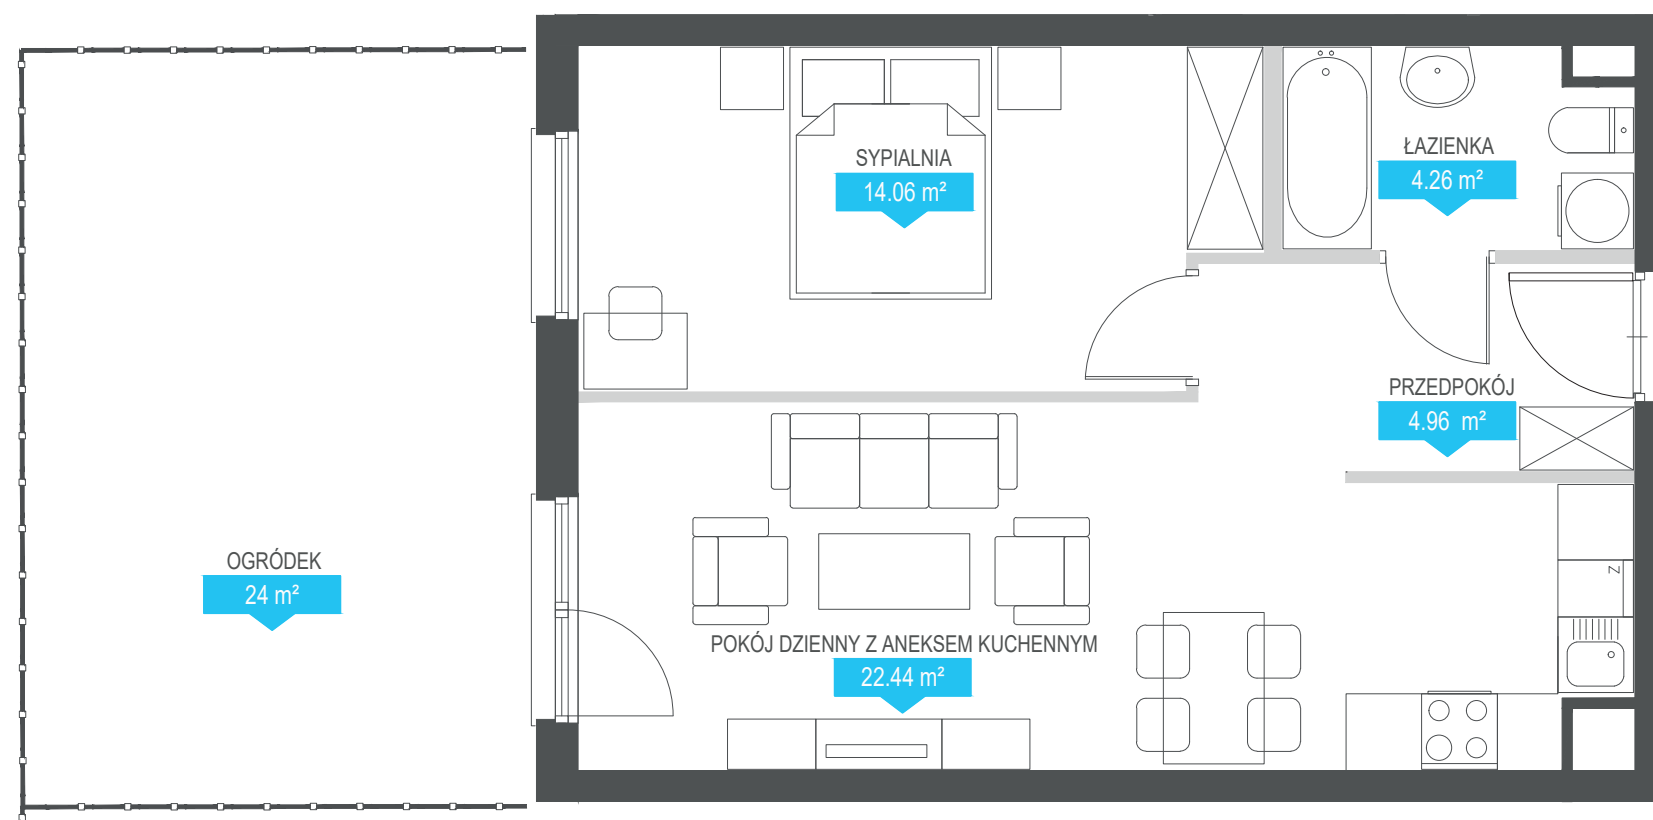 SYPIALNIA
14.06 m²
ŁAZIENKA
4.26 m²
PRZEDPOKÓJ
4.96 m²
OGRÓDEK
24 m²
Z
POKÓJ DZIENNY Z ANEKSEM KUCHENNYM
22.44 m²